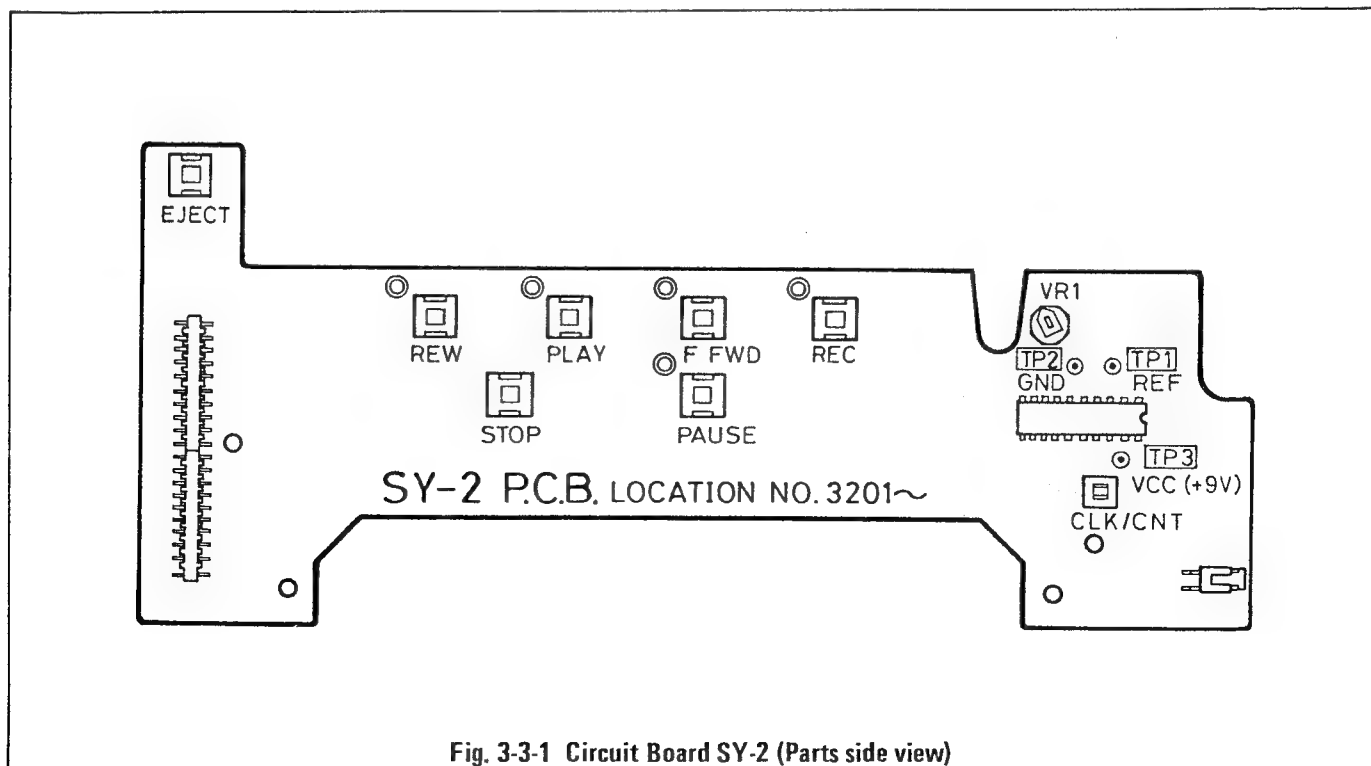 EJECT
VR1
REW PLAY F FWD REC
TP2 TP1
GND REF
STOP PAUSE
TP3
SY-2 P.C.B. LOCATION NO. 3201~
VCC (+9V)
CLK/CNT
Fig. 3-3-1 Circuit Board SY-2 (Parts side view)